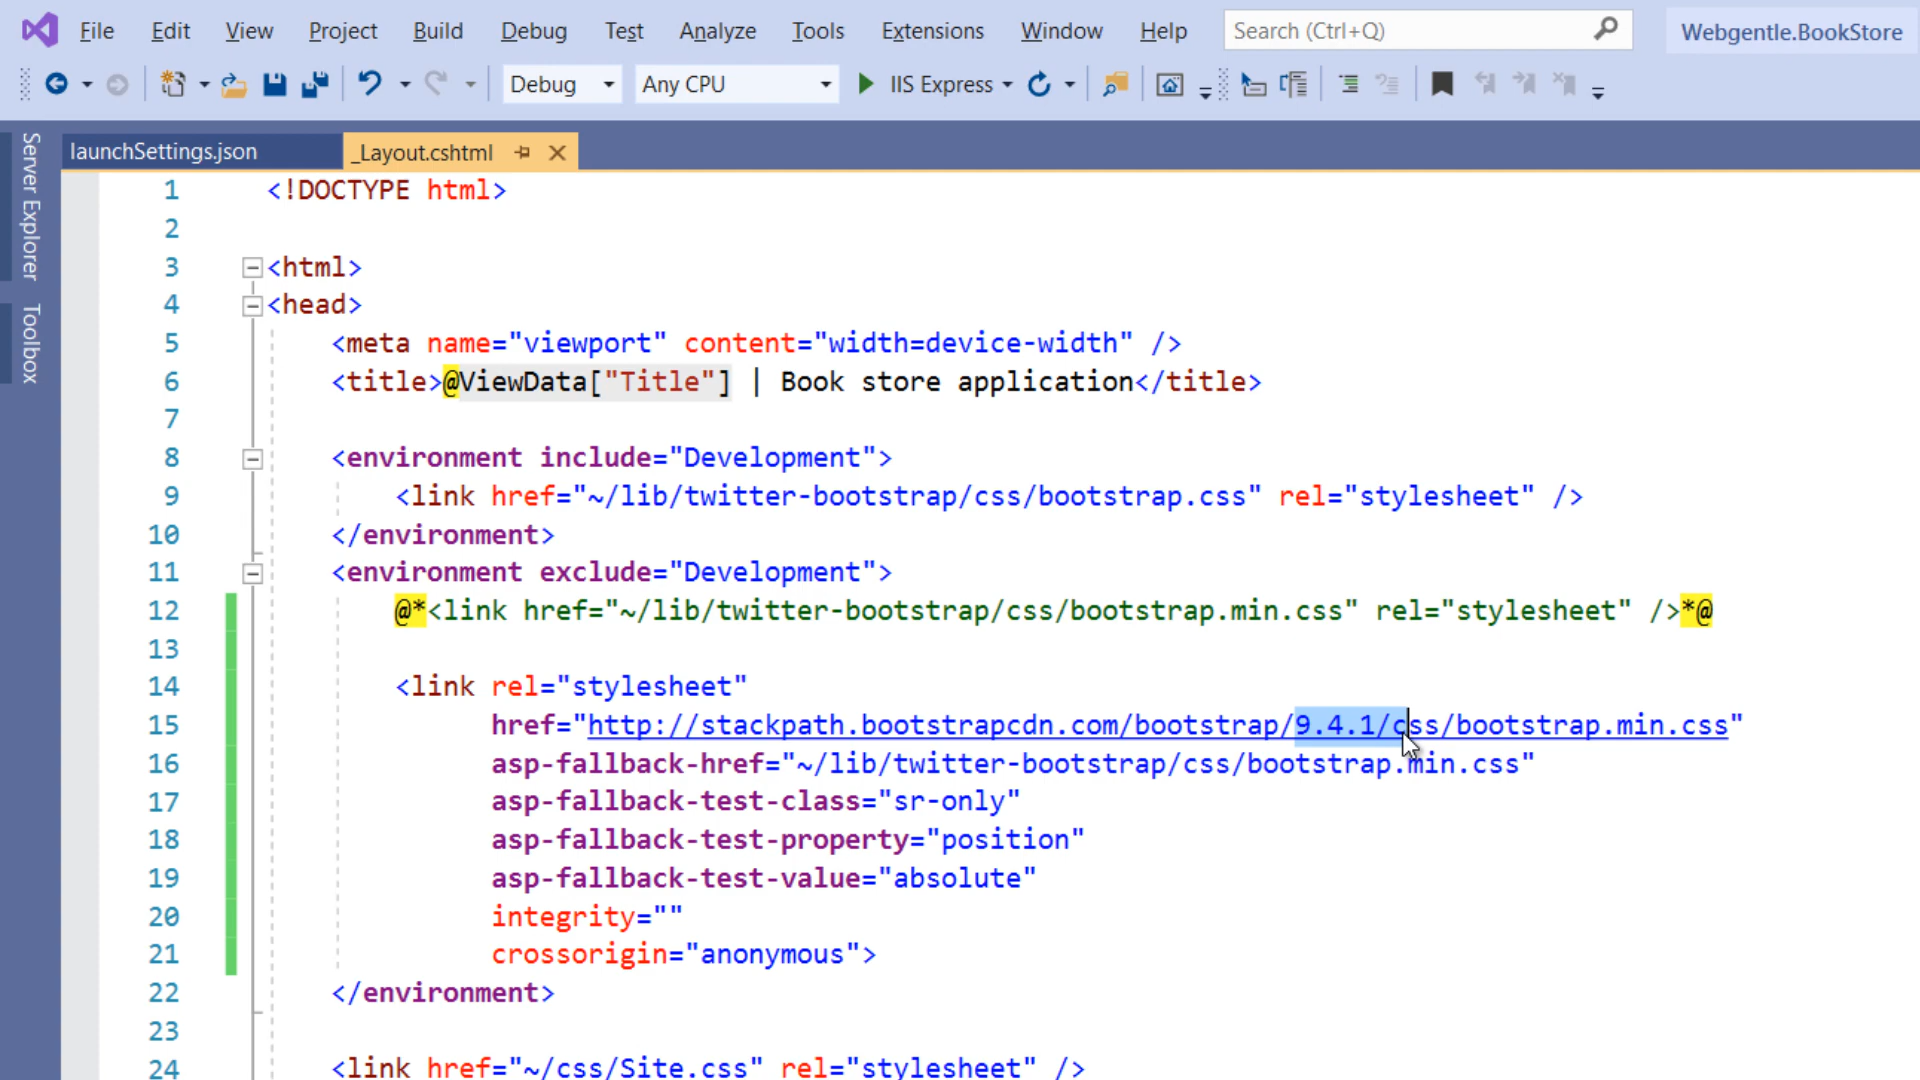 File Edit View Project Build Debug Test Analyze Tools Extensions Window Help Search (Ctrl+Q) Webgentle.BookStore
Debug Any CPU IIS Express
launchSettings.json _Layout.cshtml
Server Explorer
Toolbox
1 <!DOCTYPE html>
2
3 <html>
4 <head>
5 <meta name="viewport" content="width=device-width" />
6 <title>@ViewData["Title"] | Book store application</title>
7
8 <environment include="Development">
9 <link href="~/lib/twitter-bootstrap/css/bootstrap.css" rel="stylesheet" />
10 </environment>
11 <environment exclude="Development">
12 @*<link href="~/lib/twitter-bootstrap/css/bootstrap.min.css" rel="stylesheet" />*@
13
14 <link rel="stylesheet"
15 href="http://stackpath.bootstrapcdn.com/bootstrap/9.4.1/css/bootstrap.min.css"
16 asp-fallback-href="~/lib/twitter-bootstrap/css/bootstrap.min.css"
17 asp-fallback-test-class="sr-only"
18 asp-fallback-test-property="position"
19 asp-fallback-test-value="absolute"
20 integrity=""
21 crossorigin="anonymous">
22 </environment>
23
24 <link href="~/css/Site.css" rel="stylesheet" />